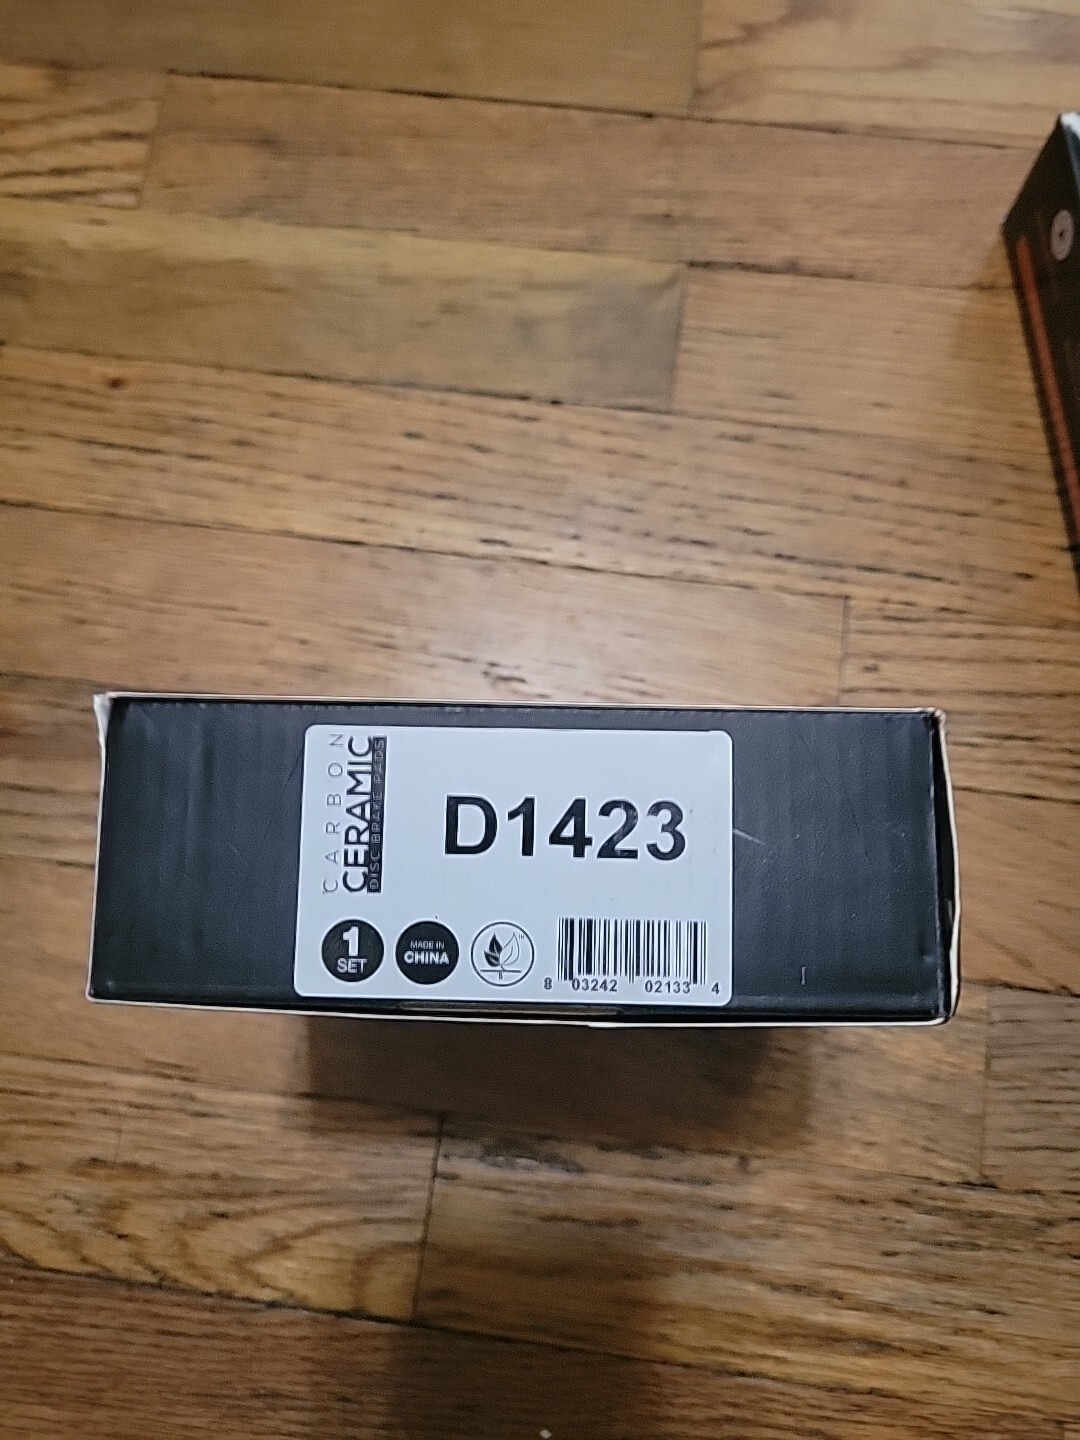 CARBON
CERAMIC
DISC BRAKE PADS
D1423
1
SET
MADE IN
CHINA
B
8 03242 02133 4